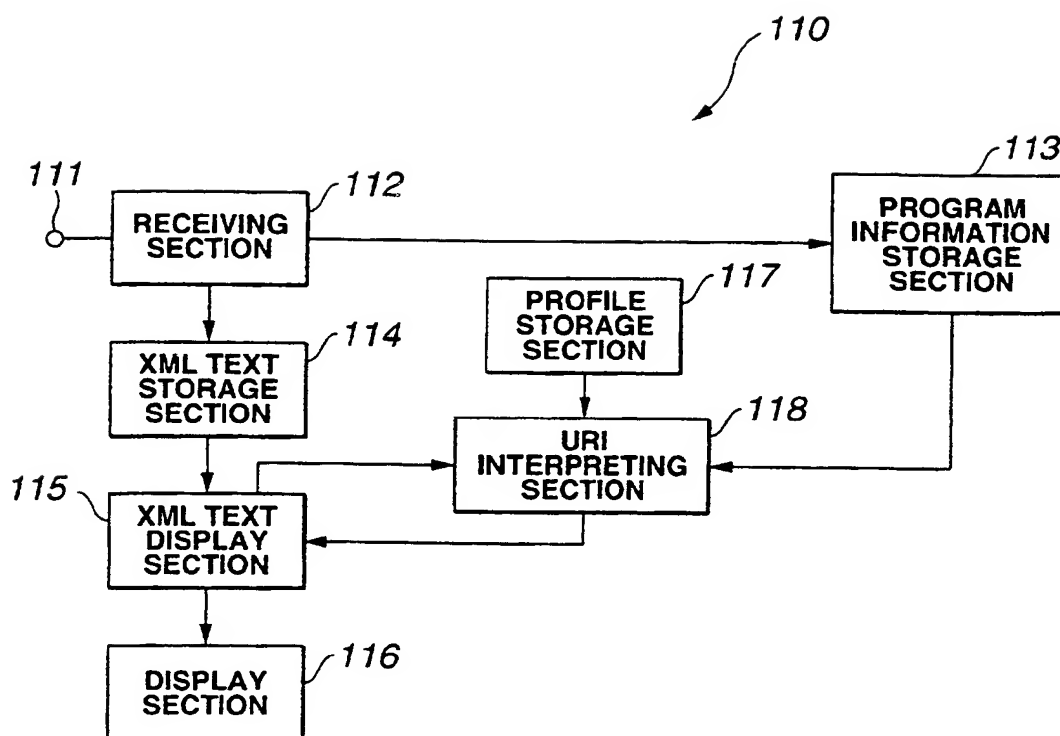 110
111
112
RECEIVING
SECTION
113
PROGRAM
INFORMATION
STORAGE
SECTION
117
PROFILE
STORAGE
SECTION
114
XML TEXT
STORAGE
SECTION
118
URI
INTERPRETING
SECTION
115
XML TEXT
DISPLAY
SECTION
116
DISPLAY
SECTION